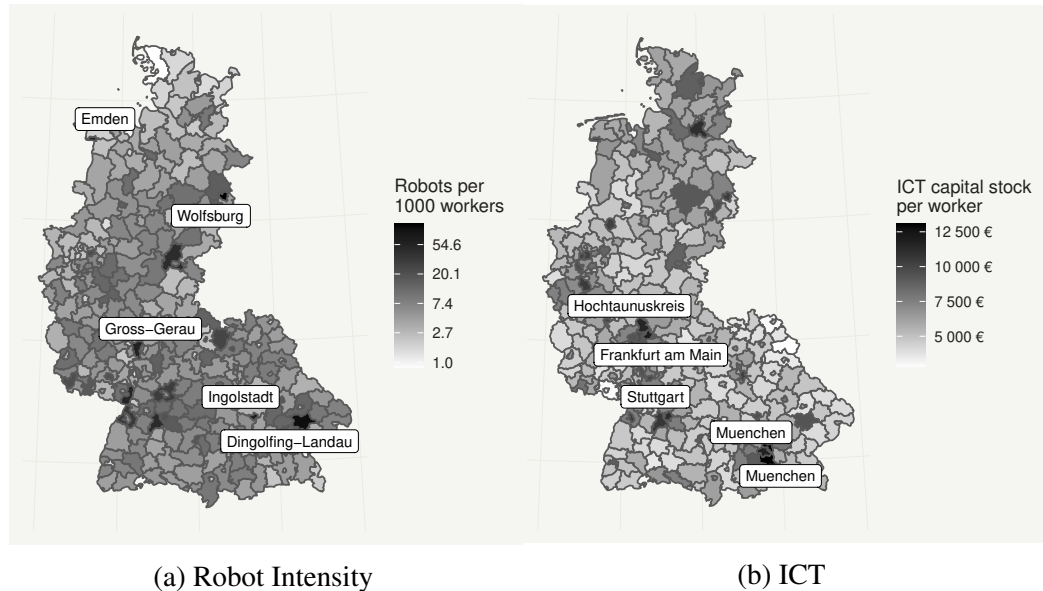 Emden
Wolfsburg
Gross−Gerau
Ingolstadt
Dingolfing−Landau
Robots per
1000 workers
54.6
20.1
7.4
2.7
1.0
(a) Robot Intensity
Hochtaunuskreis
Frankfurt am Main
Stuttgart
Muenchen
Muenchen
ICT capital stock
per worker
12 500 €
10 000 €
7 500 €
5 000 €
(b) ICT